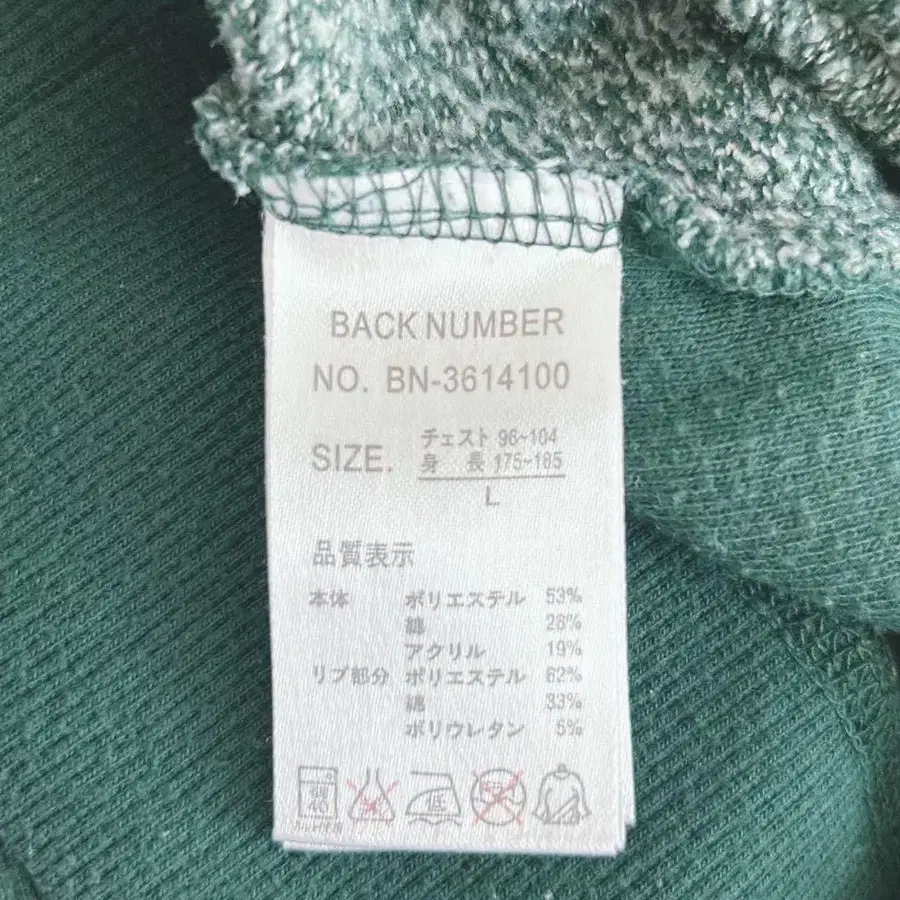 BACK NUMBER
NO. BN-3614100
SIZE. チェスト 96~104
身 長 175~185
L
品質表示
本体 ポリエステル 53%
綿 28%
アクリル 19%
リブ部分 ポリエステル 62%
綿 33%
ポリウレタン 5%
弱 40 低